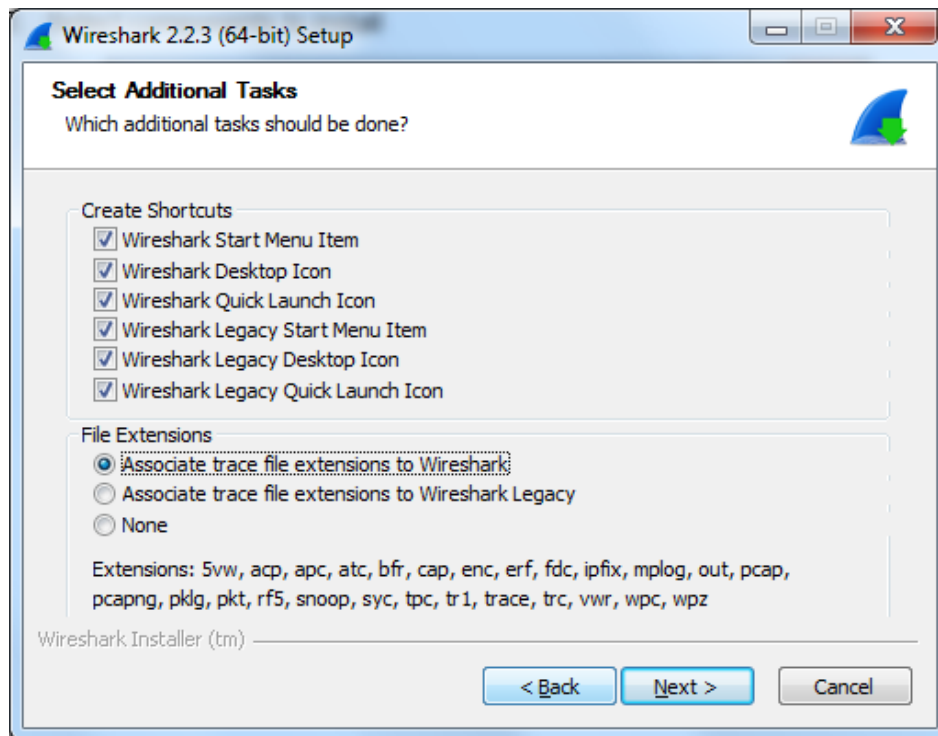 Wireshark 2.2.3 (64-bit) Setup
Select Additional Tasks
Which additional tasks should be done?
Create Shortcuts
Wireshark Start Menu Item
Wireshark Desktop Icon
Wireshark Quick Launch Icon
Wireshark Legacy Start Menu Item
Wireshark Legacy Desktop Icon
Wireshark Legacy Quick Launch Icon
File Extensions
Associate trace file extensions to Wireshark
Associate trace file extensions to Wireshark Legacy
None
Extensions: 5vw, acp, apc, atc, bfr, cap, enc, erf, fdc, ipfix, mplog, out, pcap,
pcapng, pklg, pkt, rf5, snoop, syc, tpc, tr1, trace, trc, vwr, wpc, wpz
Wireshark Installer (tm)
< Back Next > Cancel